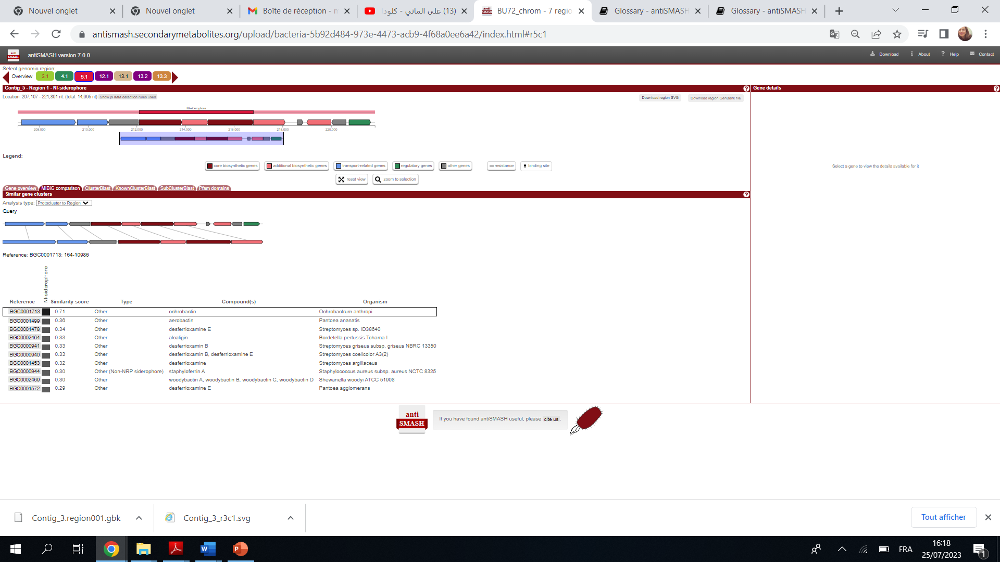 Nouvel onglet
Nouvel onglet
Boîte de réception - m
(13) على الماني - كلودا
BU72_chrom - 7 regio
Glossary - antiSMASH
Glossary - antiSMASH
antismash.secondarymetabolites.org/upload/bacteria-5b92d484-973e-4473-acb9-4f68a0ee6a42/index.html#r5c1
anti SMASH
antiSMASH version 7.0.0
Download
About
Help
Contact
Select genomic region:
Overview 3.1 4.1 5.1 12.1 13.1 13.2 13.3
Contig_5 - Region 1 - NI-siderophore
Gene details
Location: 207,107 - 221,801 nt. (total: 14,695 nt) Show pHMM detection rules used
Download region SVG
Download region GenBank file
NI-siderophore
208,000 210,000 212,000 214,000 216,000 218,000 220,000
Legend:
core biosynthetic genes
additional biosynthetic genes
transport-related genes
regulatory genes
other genes
resistance
binding site
reset view
zoom to selection
Select a gene to view the details available for it
Gene overview MIBiG comparison ClusterBlast KnownClusterBlast SubClusterBlast Pfam domains
Similar gene clusters
Analysis type: Protocluster to Region
Query
Reference: BGC0001713: 164-10986
Reference NI-siderophore Similarity score Type Compound(s) Organism
BGC0001713 0.71 Other ochrobactin Ochrobactrum anthropi
BGC0001499 0.36 Other aerobactin Pantoea ananatis
BGC0001478 0.34 Other desferrioxamine E Streptomyces sp. ID38640
BGC0002464 0.33 Other alcaligin Bordetella pertussis Tohama I
BGC0000941 0.33 Other desferrioxamin B Streptomyces griseus subsp. griseus NBRC 13350
BGC0000940 0.33 Other desferrioxamin B, desferrioxamine E Streptomyces coelicolor A3(2)
BGC0001453 0.32 Other desferrioxamine Streptomyces argillaceus
BGC0000944 0.30 Other (Non-NRP siderophore) staphyloferrin A Staphylococcus aureus subsp. aureus NCTC 8325
BGC0002469 0.30 Other woodybactin A, woodybactin B, woodybactin C, woodybactin D Shewanella woodyi ATCC 51908
BGC0001572 0.29 Other desferrioxamine E Pantoea agglomerans
anti
SMASH
If you have found antiSMASH useful, please cite us.
Contig_3.region001.gbk
Contig_3_r3c1.svg
Tout afficher
FRA
16:18
25/07/2023
1